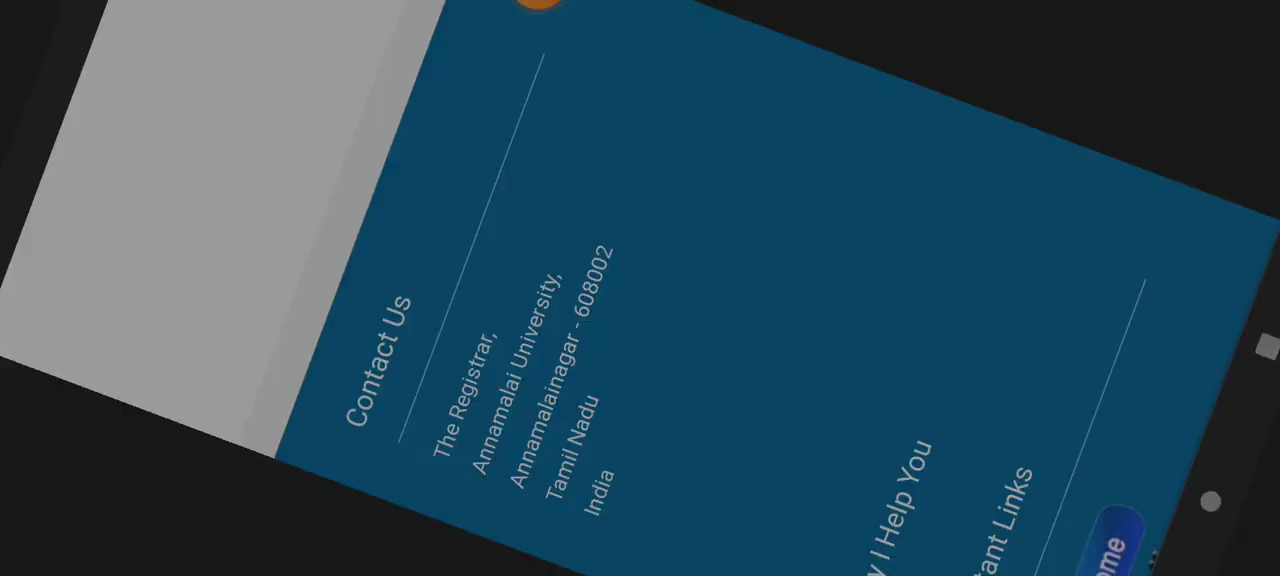 Contact Us
The Registrar,
Annamalai University,
Annamalainagar - 608002
Tamil Nadu
India
I Help You
Links